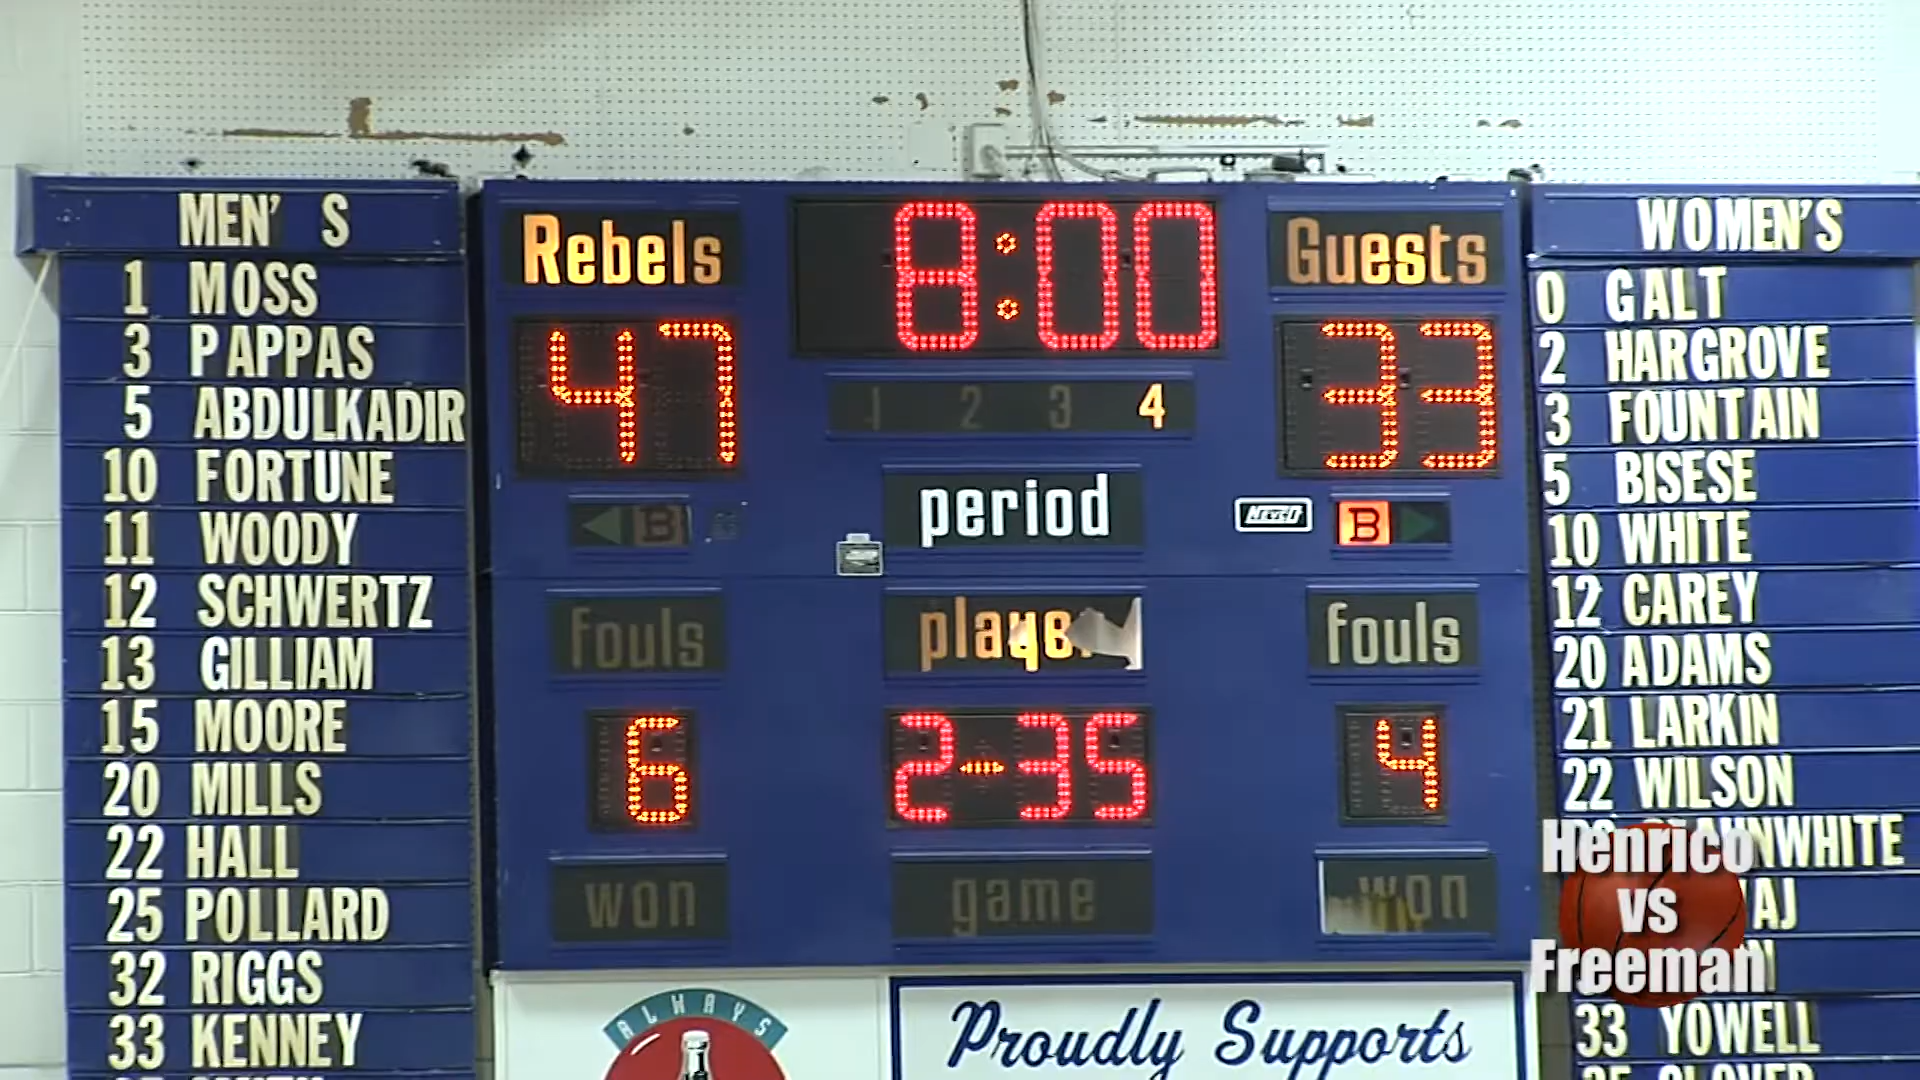 MEN'S
1 MOSS
3 PAPPAS
5 ABDULKADIR
10 FORTUNE
11 WOODY
12 SCHWERTZ
13 GILLIAM
15 MOORE
20 MILLS
22 HALL
25 POLLARD
32 RIGGS
33 KENNEY
Rebels
8:00
Guests
47
33
1 2 3 4
period
B
NEVCO
B
fouls
player
fouls
6
2-35
4
won
game
won
ALWAYS
Proudly Supports
WOMEN'S
0 GALT
2 HARGROVE
3 FOUNTAIN
5 BISESE
10 WHITE
12 CAREY
20 ADAMS
21 LARKIN
22 WILSON
33 YOWELL
Henrico
vs
Freeman